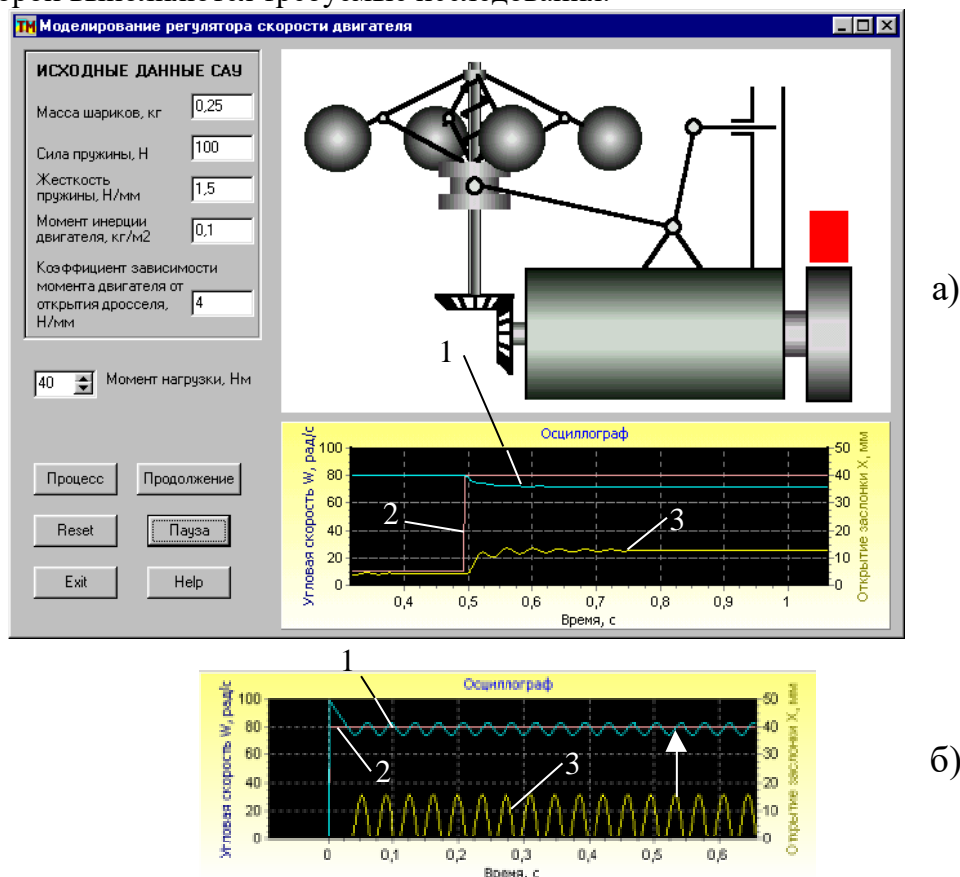 орой выполняются требуемые исследования.
Моделирование регулятора скорости двигателя
ИСХОДНЫЕ ДАННЫЕ САУ
Масса шариков, кг 0,25
Сила пружины, Н 100
Жесткость
пружины, Н/мм 1,5
Момент инерции
двигателя, кг/м2 0,1
Коэффициент зависимости
момента двигателя от
открытия дросселя, 4
Н/мм
40 Момент нагрузки, Нм
Процесс Продолжение
Reset Пауза
Exit Help
а)
1
Осциллограф
Угловая скорость W, рад/с
100
80
60
40
20
0
2
3
50
40
30
20
10
0
Открытие заслонки X, мм
0,4 0,5 0,6 0,7 0,8 0,9 1
Время, с
1
Осциллограф
Угловая скорость W, рад/с
100
80
60
40
20
0
2
3
50
40
30
20
10
0
Открытие заслонки X, мм
0 0,1 0,2 0,3 0,4 0,5 0,6
Время, с
б)